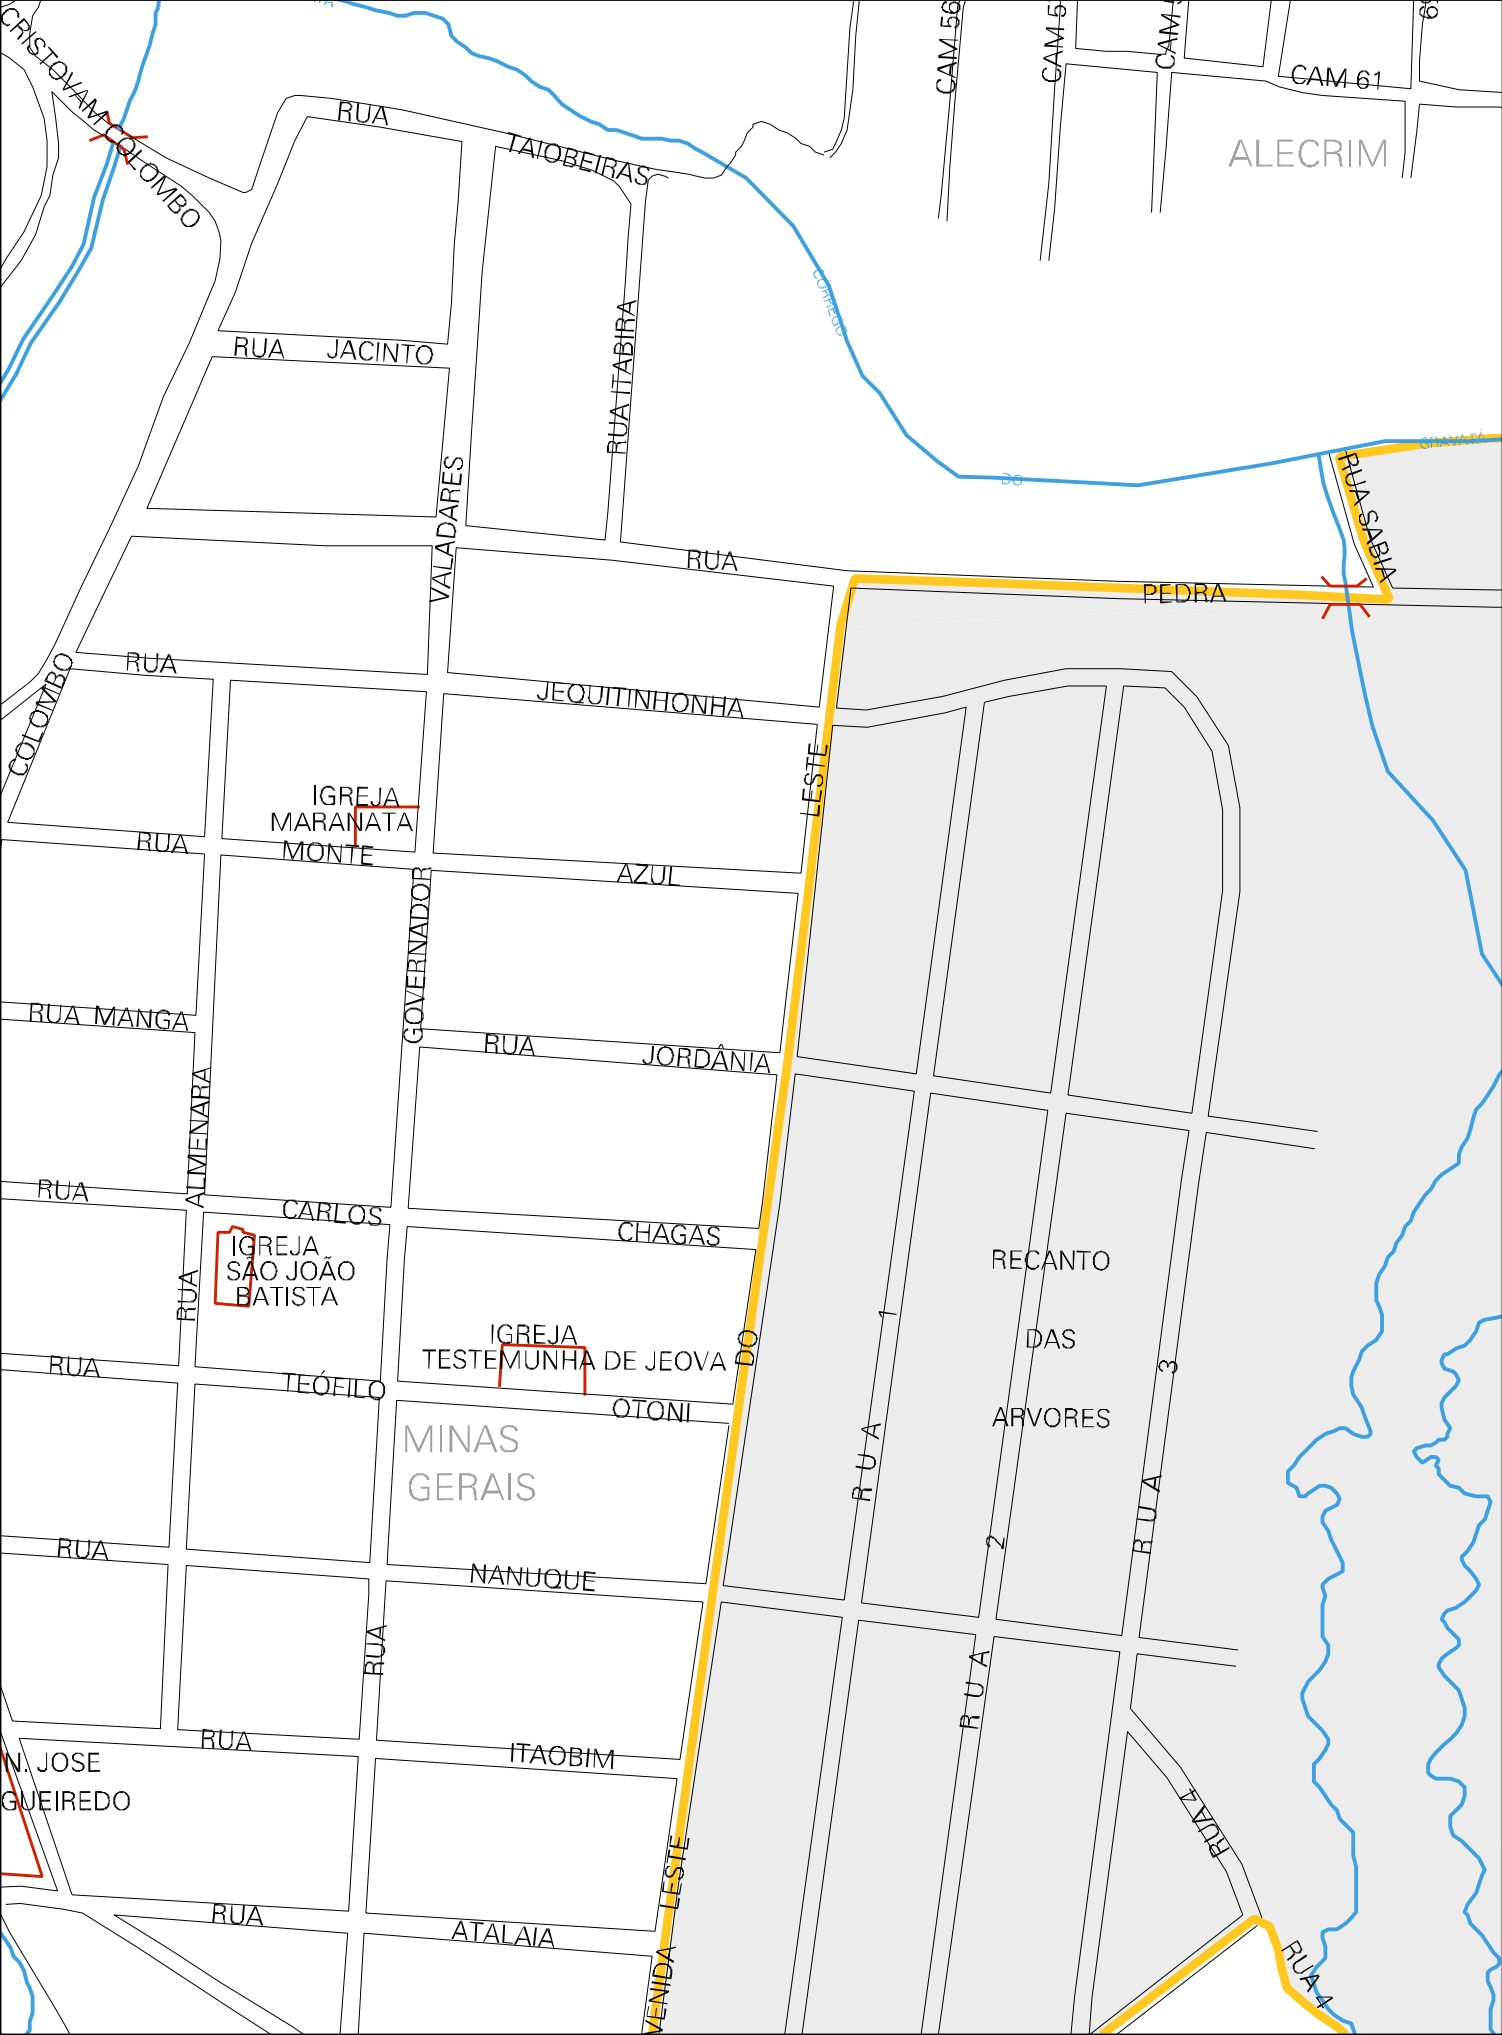 CRISTOVAM COLOMBO
CAM 56
CAM 61
ALECRIM
RUA TAIOBEIRAS
CÓRREGO DO GRAVATÁ
RUA JACINTO
RUA ITABIRA
VALADARES
RUA SABIA
RUA PEDRA
COLOMBO
RUA JEQUITINHONHA
LESTE
IGREJA
MARANATA
RUA MONTE AZUL
GOVERNADOR
RUA MANGA
RUA JORDÂNIA
ALMENARA
RUA CARLOS CHAGAS
IGREJA
SÃO JOÃO
BATISTA
RUA
RECANTO
DAS
ARVORES
IGREJA
TESTEMUNHA DE JEOVA
DO
RUA TEÓFILO OTONI
MINAS
GERAIS
RUA 1
RUA 2
RUA 3
RUA NANUQUE
RUA
RUA ITAOBIM
N. JOSE
GUEIREDO
RUA 4
LESTE
RUA ATALAIA
VENIDA
RUA 4